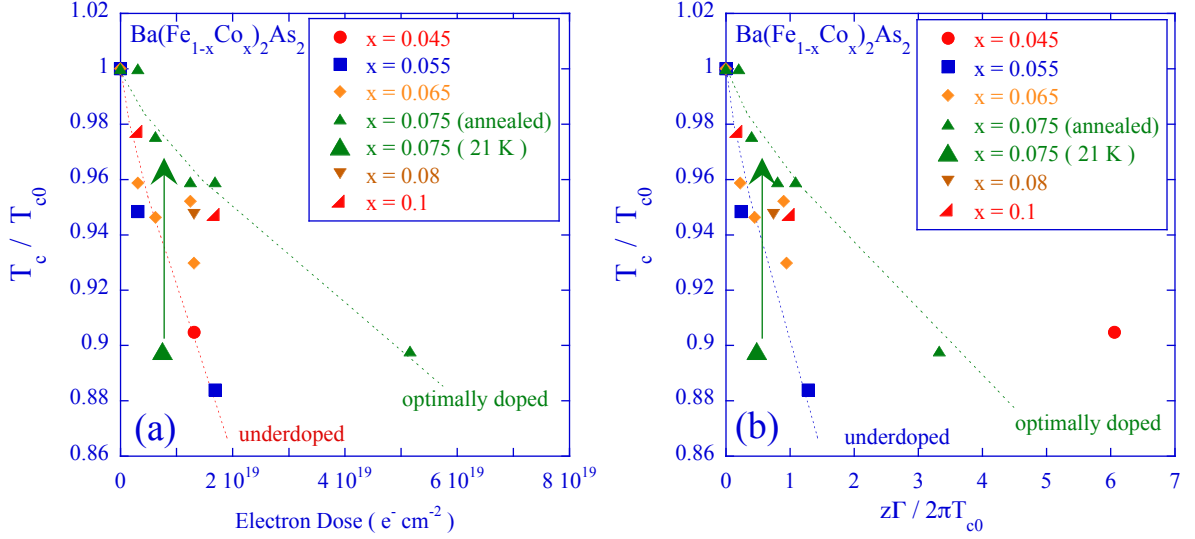 Ba(Fe1-xCox)2As2
x = 0.045
x = 0.055
x = 0.065
x = 0.075 (annealed)
x = 0.075 ( 21 K )
x = 0.08
x = 0.1
1.02
1
0.98
0.96
0.94
0.92
0.9
0.88
0.86
Tc / Tc0
(a)
underdoped
optimally doped
0
2 10^19
4 10^19
6 10^19
8 10^19
Electron Dose ( e- cm-2 )
Ba(Fe1-xCox)2As2
x = 0.045
x = 0.055
x = 0.065
x = 0.075 (annealed)
x = 0.075 ( 21 K )
x = 0.08
x = 0.1
1.02
1
0.98
0.96
0.94
0.92
0.9
0.88
0.86
Tc / Tc0
(b)
underdoped
optimally doped
0
1
2
3
4
5
6
7
zΓ / 2πTc0